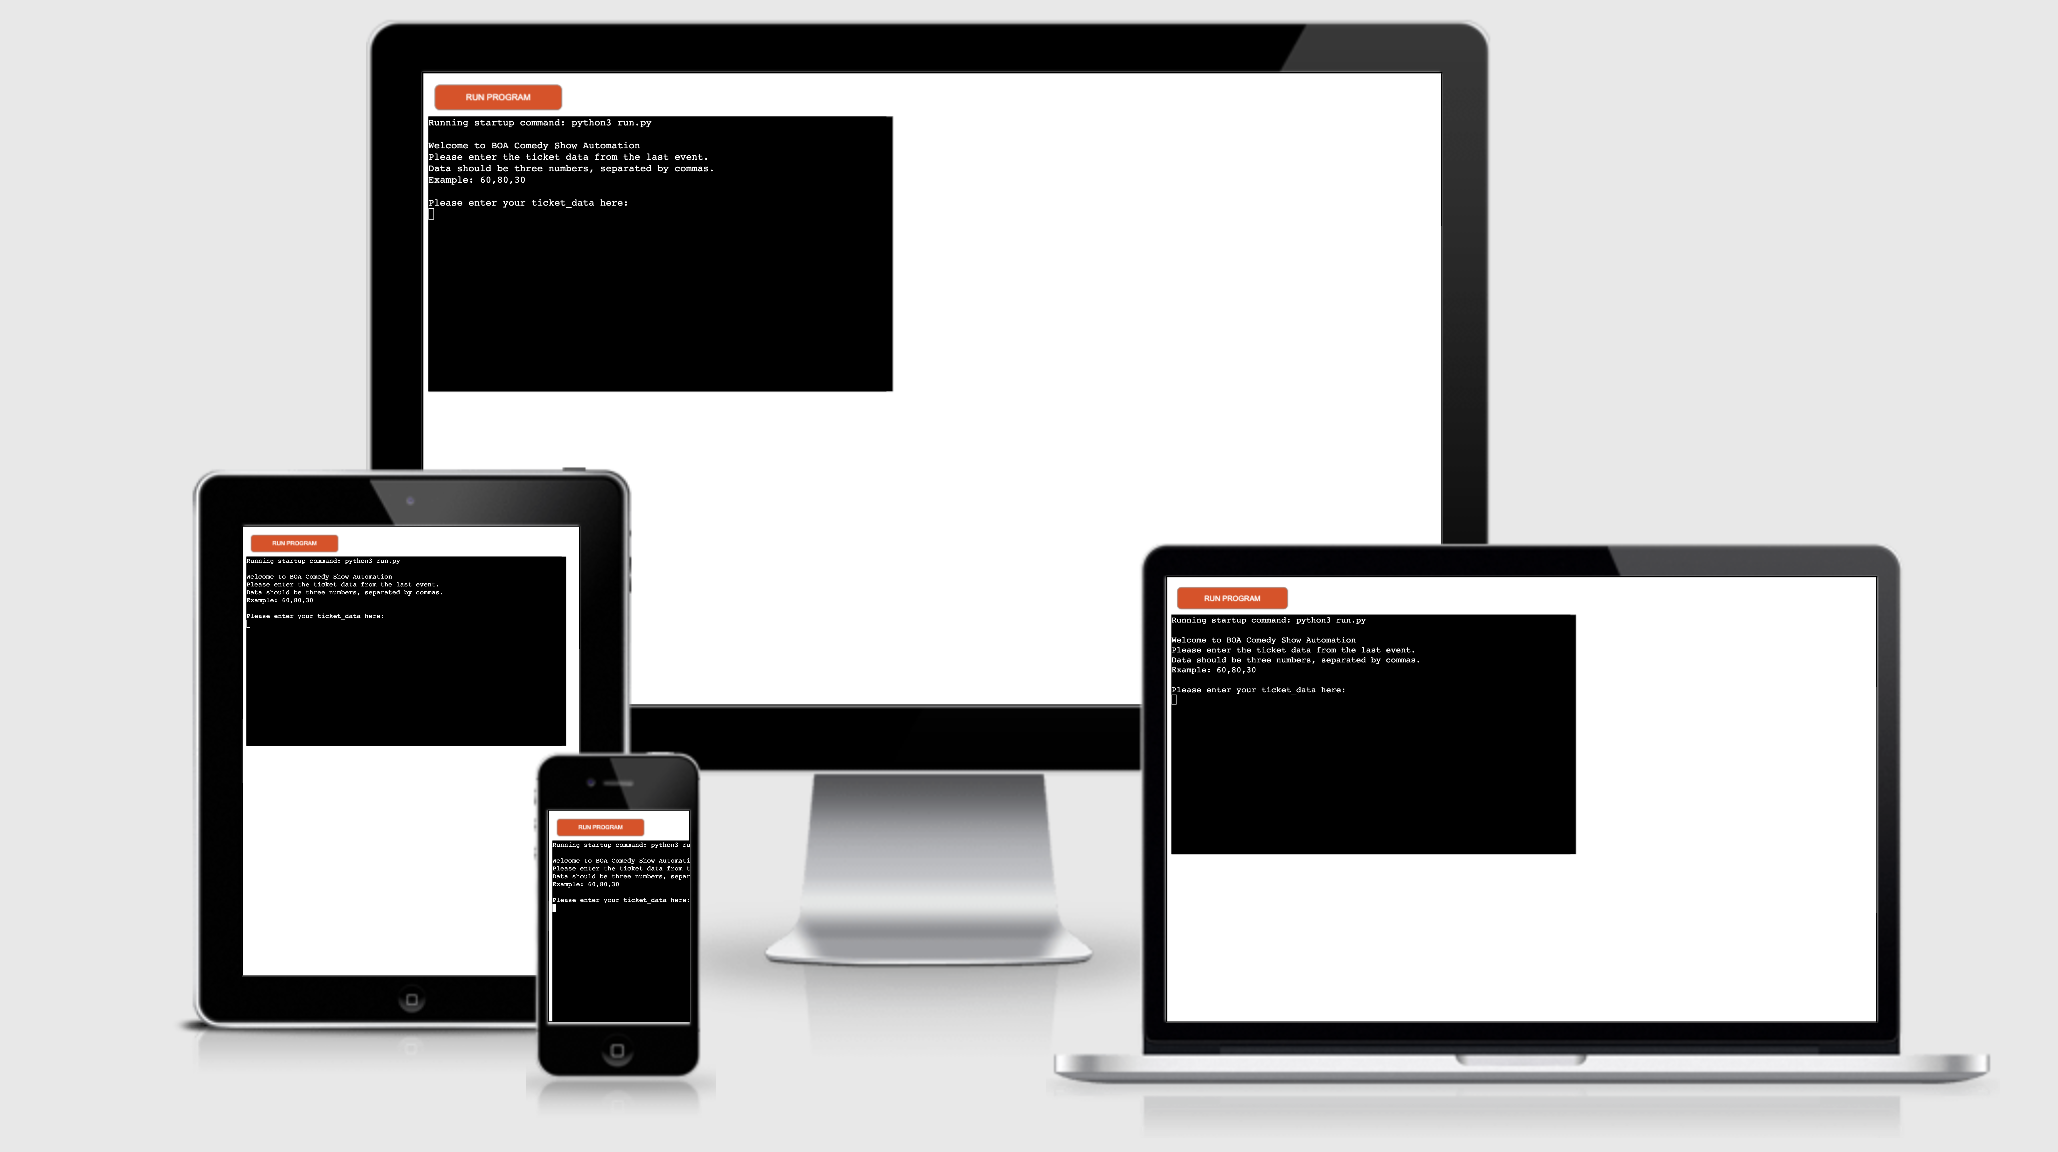 RUN PROGRAM
Running startup command: python3 run.py
Welcome to BOA Comedy Show Automation
Please enter the ticket data from the last event.
Data should be three numbers, separated by commas.
Example: 60,80,30
Please enter your ticket_data here:
RUN PROGRAM
Running startup command: python3 run.py
Welcome to BOA Comedy Show Automation
Please enter the ticket data from the last event.
Data should be three numbers, separated by commas.
Example: 60,80,30
Please enter your ticket_data here:
RUN PROGRAM
Running startup command: python3 ru
Welcome to BOA Comedy Show Automati
Please enter the ticket data from t
Data should be three numbers, separ
Example: 60,80,30
Please enter your ticket_data here:
RUN PROGRAM
Running startup command: python3 run.py
Welcome to BOA Comedy Show Automation
Please enter the ticket data from the last event.
Data should be three numbers, separated by commas.
Example: 60,80,30
Please enter your ticket data here: